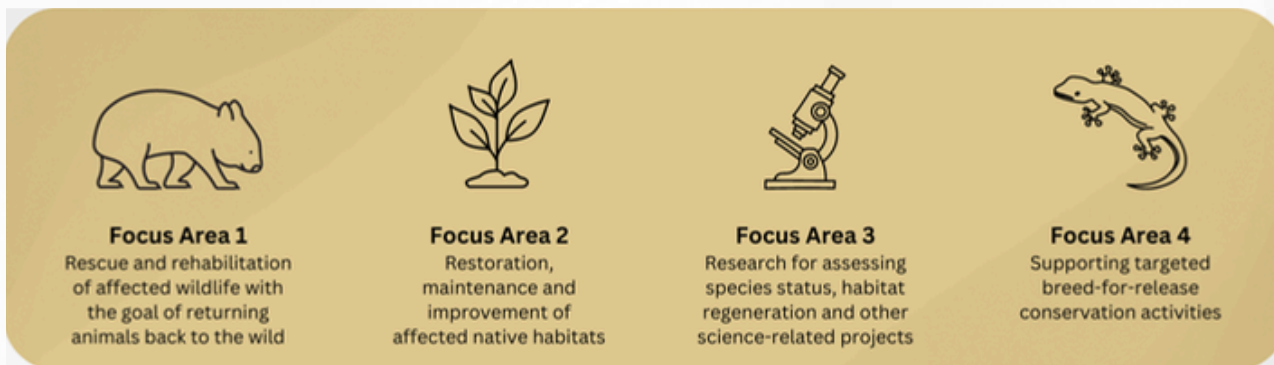 Focus Area 1
Rescue and rehabilitation
of affected wildlife with
the goal of returning
animals back to the wild
Focus Area 2
Restoration,
maintenance and
improvement of
affected native habitats
Focus Area 3
Research for assessing
species status, habitat
regeneration and other
science-related projects
Focus Area 4
Supporting targeted
breed-for-release
conservation activities